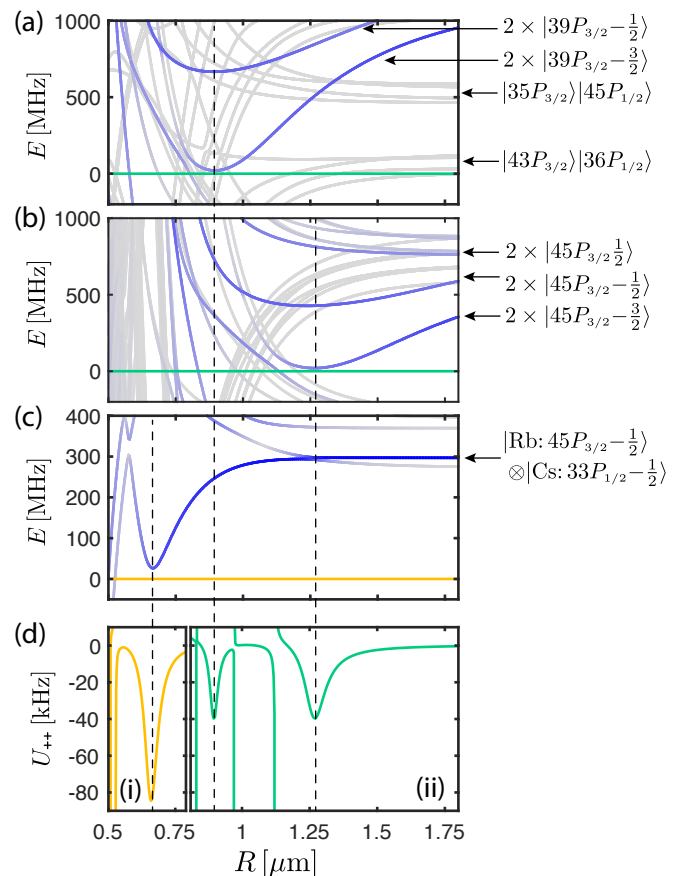 (a)
1000
500
0
E [MHz]
2 × |39P3/2−1/2⟩
2 × |39P3/2−3/2⟩
|35P3/2⟩|45P1/2⟩
|43P3/2⟩|36P1/2⟩
(b)
1000
500
0
E [MHz]
2 × |45P3/2 1/2⟩
2 × |45P3/2−1/2⟩
2 × |45P3/2−3/2⟩
(c)
400
300
200
100
0
E [MHz]
|Rb: 45P3/2−1/2⟩
⊗|Cs: 33P1/2−1/2⟩
(d)
0
-20
-40
-60
-80
U++ [kHz]
(i)
(ii)
0.5 0.75 1 1.25 1.5 1.75
R [μm]